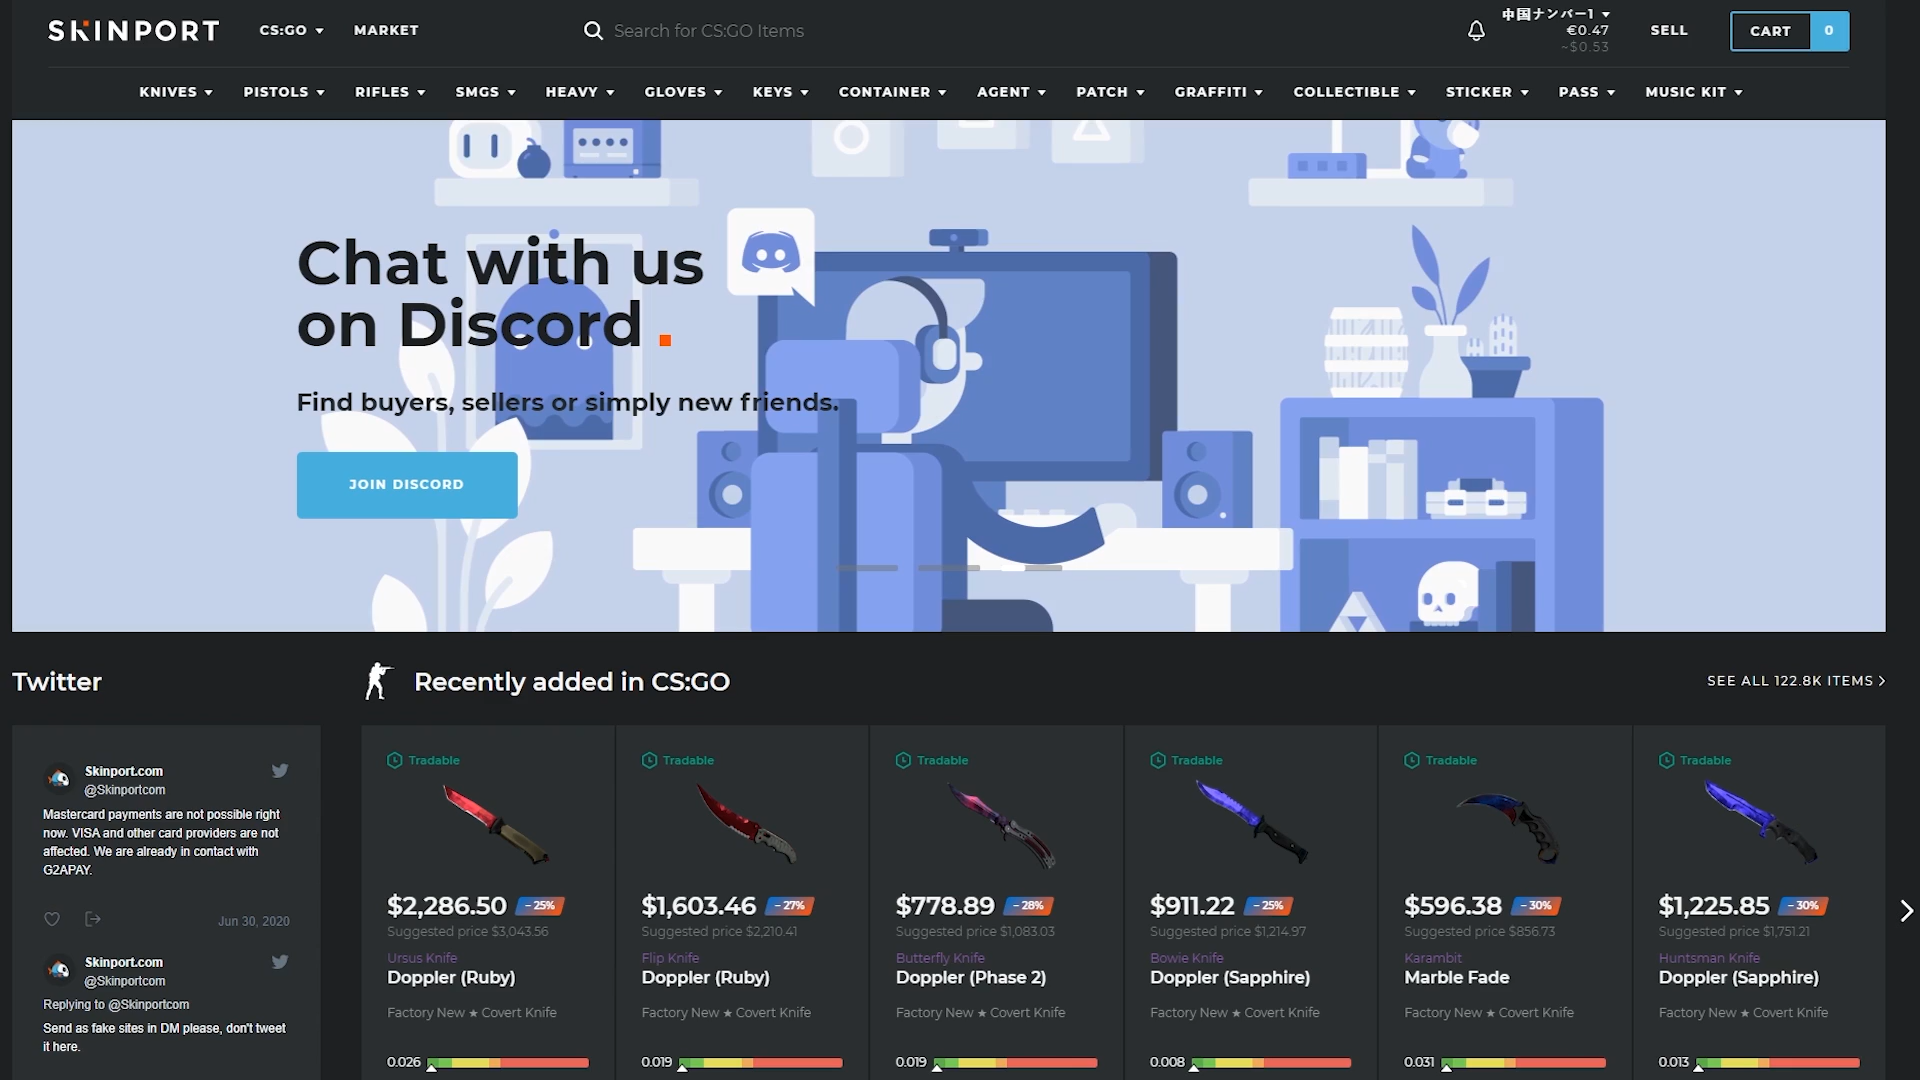 SKINPORT
CS:GO
MARKET
Search for CS:GO Items
中国ナンバー1
€0.47
~$0.53
SELL
CART 0
KNIVES PISTOLS RIFLES SMGS HEAVY GLOVES KEYS CONTAINER AGENT PATCH GRAFFITI COLLECTIBLE STICKER PASS MUSIC KIT
Chat with us
on Discord.
Find buyers, sellers or simply new friends.
JOIN DISCORD
Twitter
Skinport.com
@Skinportcom
Mastercard payments are not possible right
now. VISA and other card providers are not
affected. We are already in contact with
G2APAY.
Jun 30, 2020
Skinport.com
@Skinportcom
Replying to @Skinportcom
Send as fake sites in DM please, don't tweet
it here.
Recently added in CS:GO
SEE ALL 122.8K ITEMS
Tradable
$2,286.50 - 25%
Suggested price $3,043.56
Ursus Knife
Doppler (Ruby)
Factory New ★ Covert Knife
0.026
Tradable
$1,603.46 - 27%
Suggested price $2,210.41
Flip Knife
Doppler (Ruby)
Factory New ★ Covert Knife
0.019
Tradable
$778.89 - 28%
Suggested price $1,083.03
Butterfly Knife
Doppler (Phase 2)
Factory New ★ Covert Knife
0.019
Tradable
$911.22 - 25%
Suggested price $1,214.97
Bowie Knife
Doppler (Sapphire)
Factory New ★ Covert Knife
0.008
Tradable
$596.38 - 30%
Suggested price $856.73
Karambit
Marble Fade
Factory New ★ Covert Knife
0.031
Tradable
$1,225.85 - 30%
Suggested price $1,751.21
Huntsman Knife
Doppler (Sapphire)
Factory New ★ Covert Knife
0.013